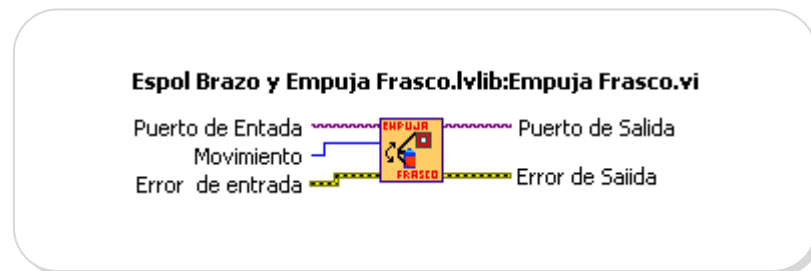 Espol Brazo y Empuja Frasco.lvlib:Empuja Frasco.vi
Puerto de Entada EMPUJA Puerto de Salida
Movimiento
Error de entrada FRASCO Error de Saiida